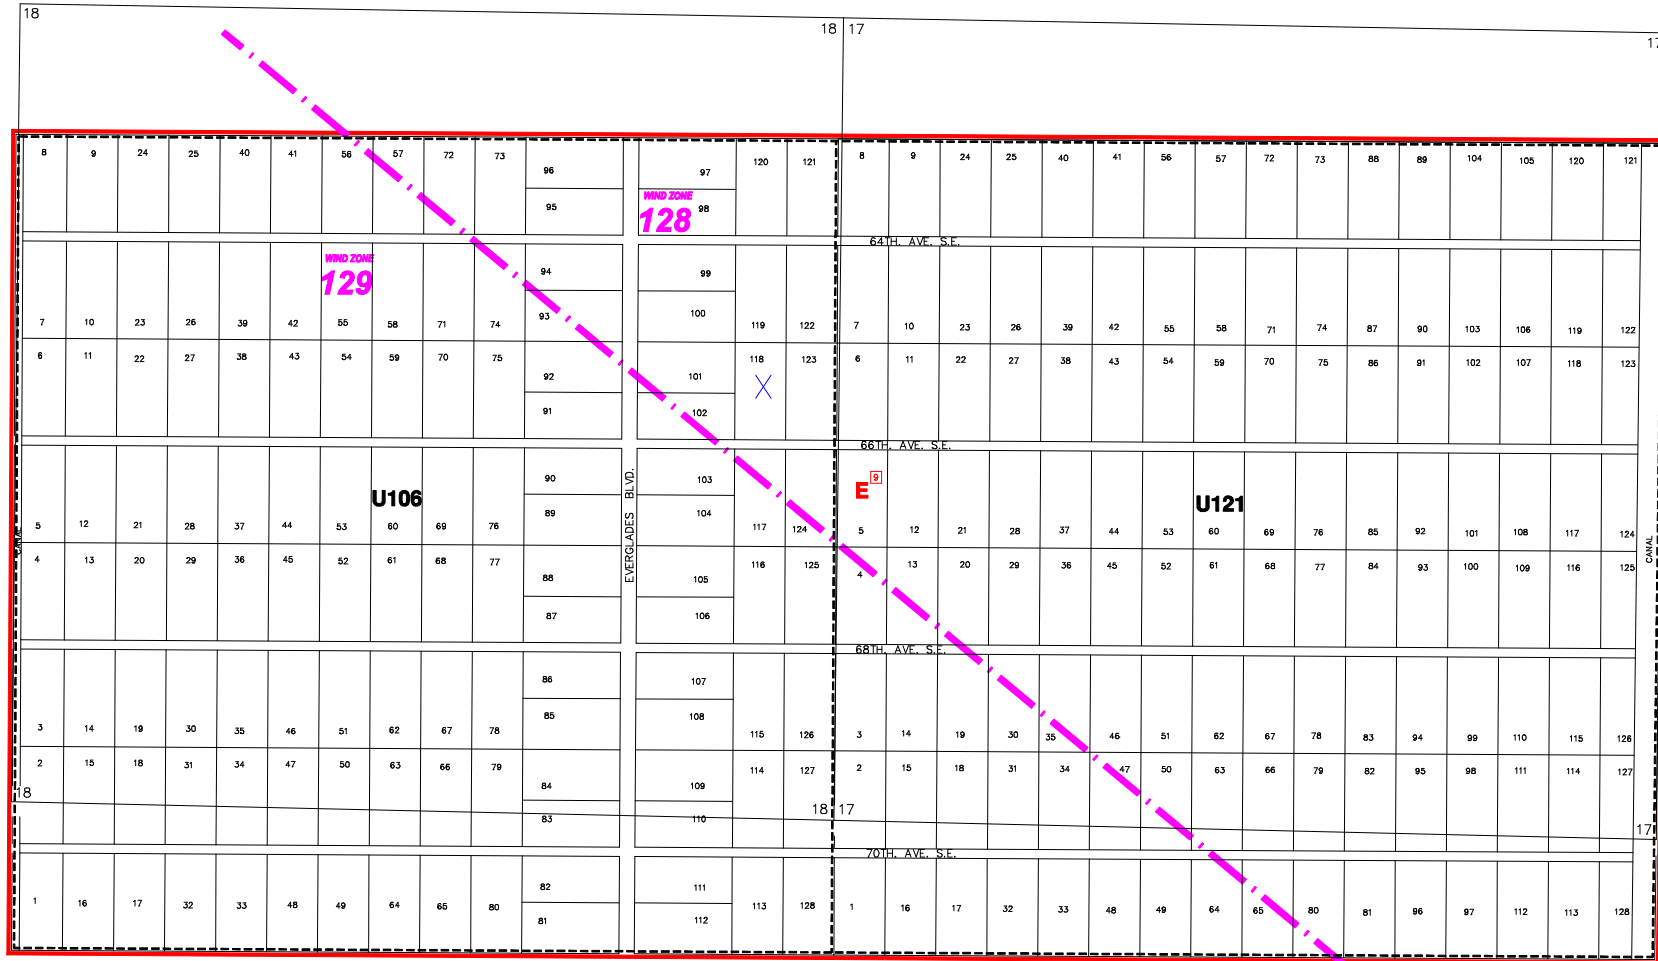 18
18 17
17
8 9 24 25 40 41 56 57 72 73 96 97 120 121 8 9 24 25 40 41 56 57 72 73 88 89 104 105 120 121
95 WIND ZONE 98
128
64TH. AVE. S.E.
WIND ZONE 94 99
129
93 100
7 10 23 26 39 42 55 58 71 74 119 122 7 10 23 26 39 42 55 58 71 74 87 90 103 106 119 122
6 11 22 27 38 43 54 59 70 75 118 123 6 11 22 27 38 43 54 59 70 75 86 91 102 107 118 123
92 101
X
91 102
66TH. AVE. S.E.
90 103 E 9
U106 U121
89 104
EVERGLADES BLVD.
5 12 21 28 37 44 53 60 69 76 117 124 5 12 21 28 37 44 53 60 69 76 85 92 101 108 117 124
CANAL
CANAL
4 13 20 29 36 45 52 61 68 77 116 125 4 13 20 29 36 45 52 61 68 77 84 93 100 109 116 125
88 105
87 106
68TH. AVE. S.E.
86 107
85 108
3 14 19 30 35 46 51 62 67 78 115 126 3 14 19 30 35 46 51 62 67 78 83 94 99 110 115 126
2 15 18 31 34 47 50 63 66 79 114 127 2 15 18 31 34 47 50 63 66 79 82 95 98 111 114 127
84 109
18 18 17 17
83 110
70TH. AVE. S.E.
82 111
1 16 17 32 33 48 49 64 65 80 113 128 1 16 17 32 33 48 49 64 65 80 81 96 97 112 113 128
81 112